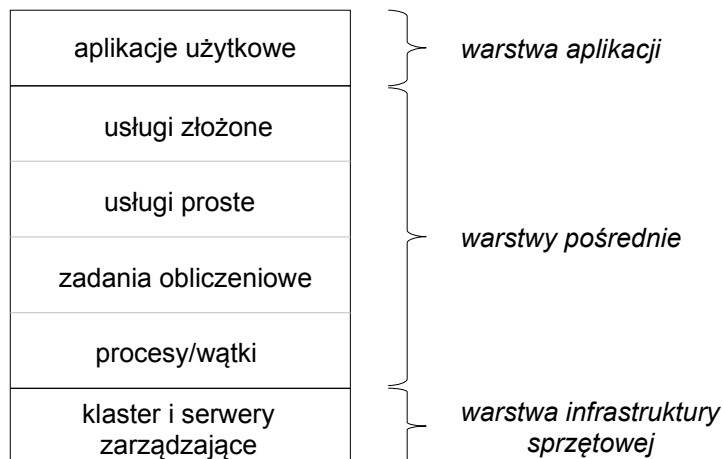 aplikacje użytkowe
warstwa aplikacji
usługi złożone
usługi proste
warstwy pośrednie
zadania obliczeniowe
procesy/wątki
klaster i serwery
zarządzające
warstwa infrastruktury
sprzętowej